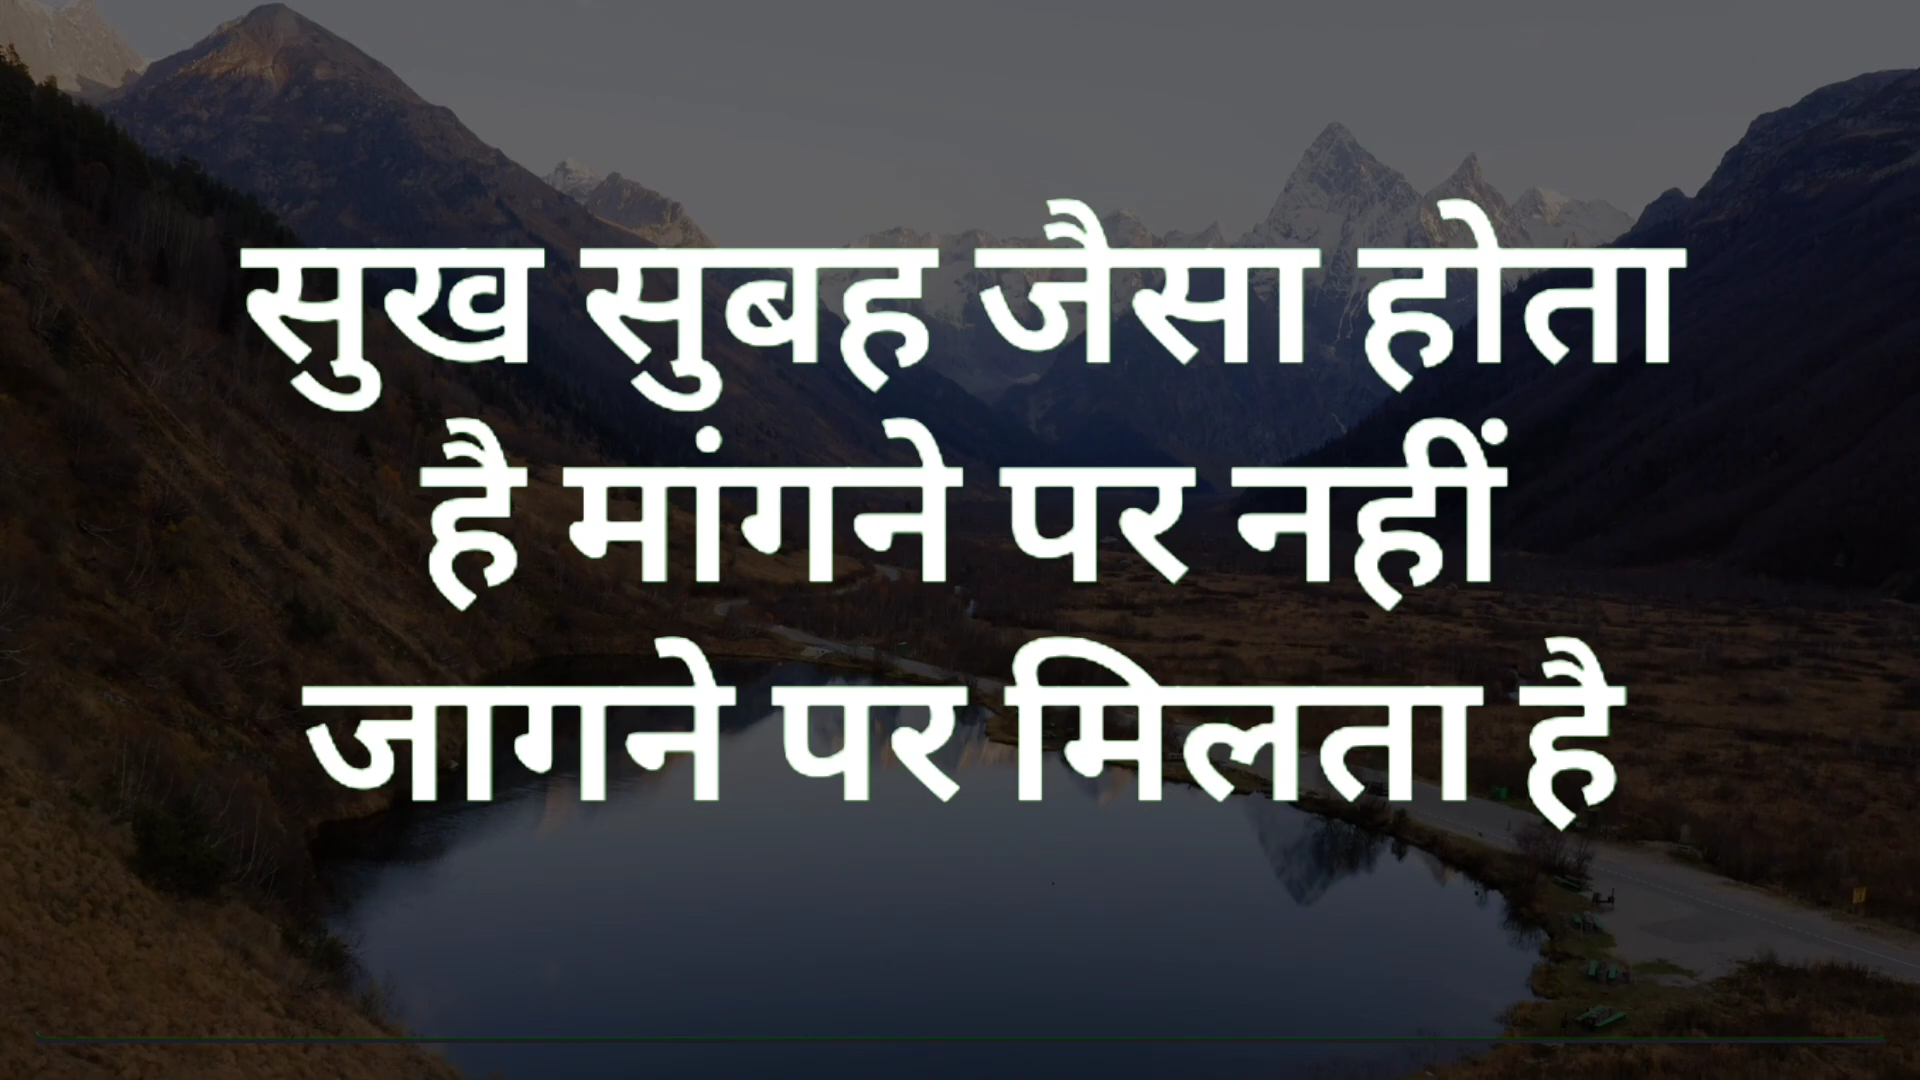 सुख सुबह जैसा होता
है मांगने पर नहीं
जागने पर मिलता है